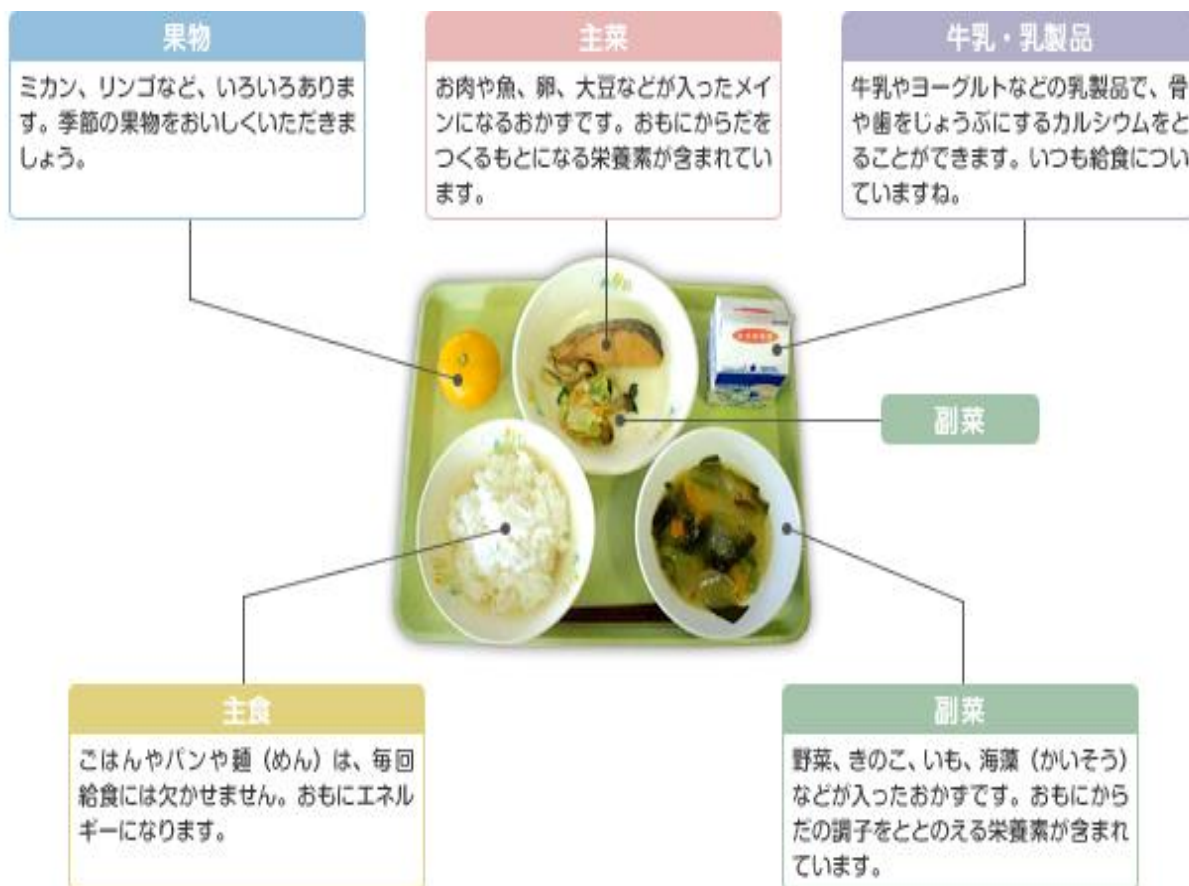 果物
ミカン、リンゴなど、いろいろありま
す。季節の果物をおいしくいただきま
しょう。
主菜
お肉や魚、卵、大豆などが入ったメイ
ンになるおかずです。おもにからだを
つくるもとになる栄養素が含まれてい
ます。
牛乳・乳製品
牛乳やヨーグルトなどの乳製品で、骨
や歯をじょうぶにするカルシウムをと
ることができます。いつも給食につい
ていますね。
副菜
主食
ごはんやパンや麺（めん）は、毎回
給食には欠かせません。おもにエネル
ギーになります。
副菜
野菜、きのこ、いも、海藻（かいそう）
などが入ったおかずです。おもにから
だの調子をととのえる栄養素が含まれ
ています。